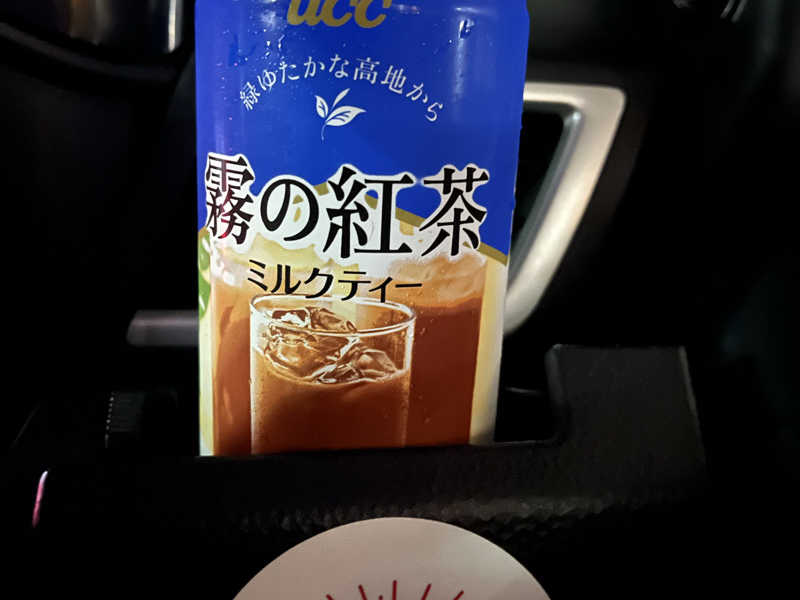 ucc
緑ゆたかな高地から
霧の紅茶
ミルクティー